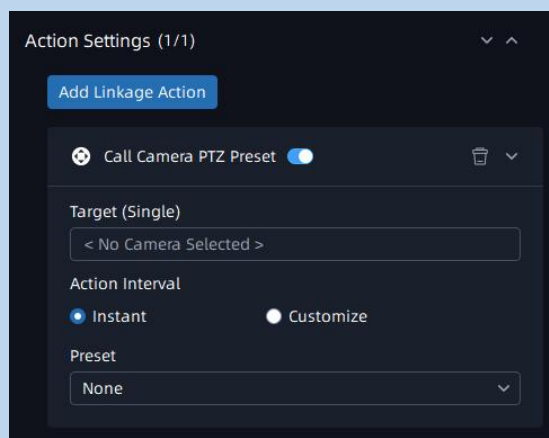 Action Settings (1/1)
Add Linkage Action
Call Camera PTZ Preset
Target (Single)
< No Camera Selected >
Action Interval
Instant Customize
Preset
None